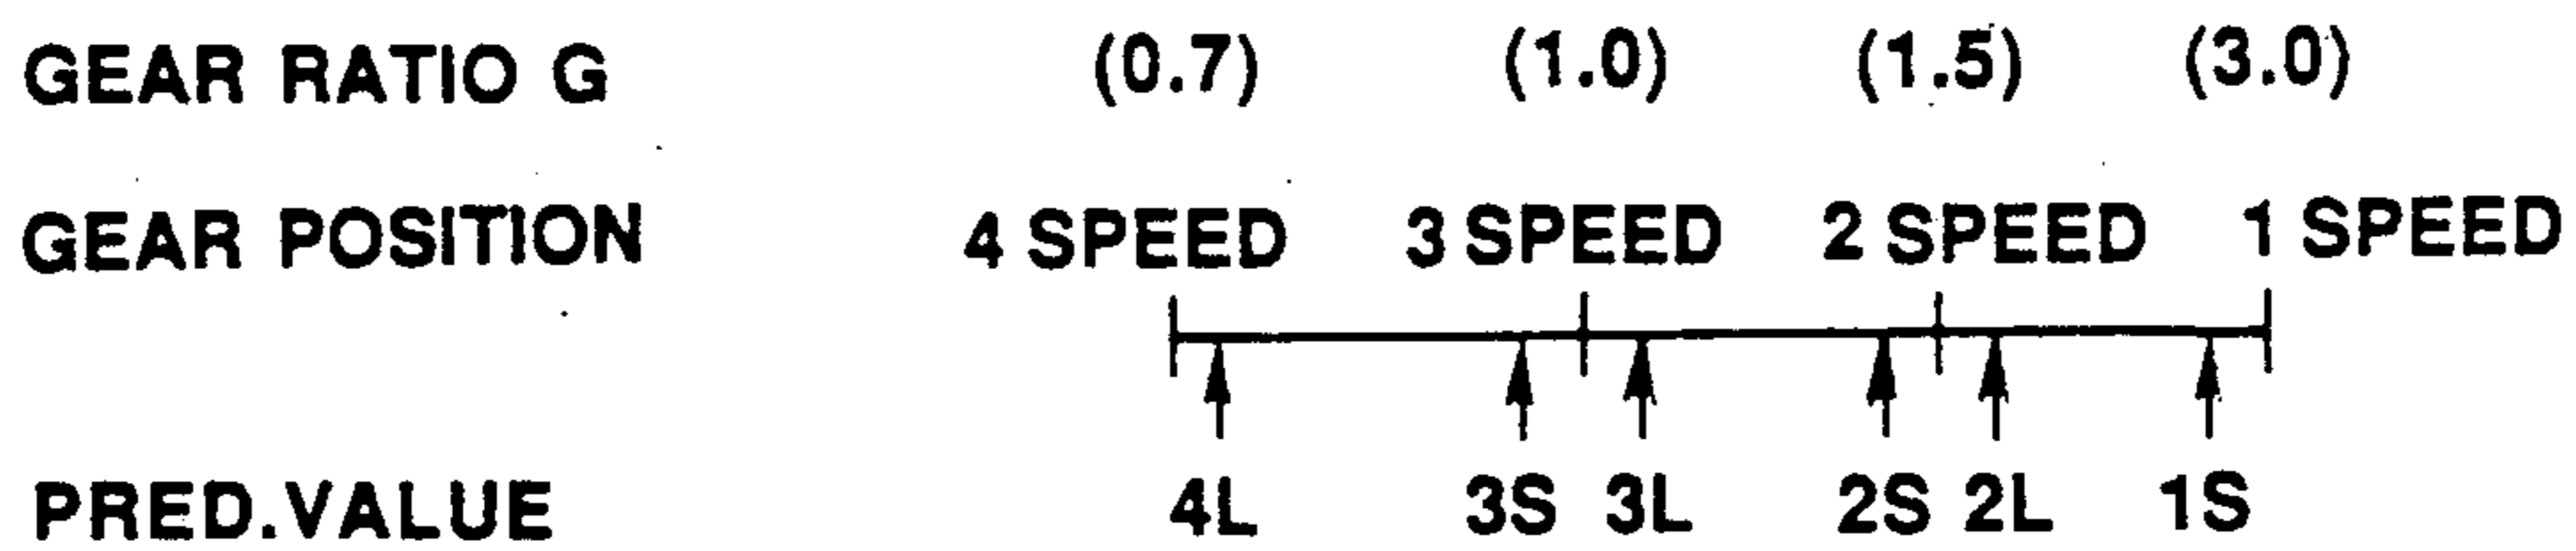 GEAR RATIO G (0.7) (1.0) (1.5) (3.0)
GEAR POSITION 4 SPEED 3 SPEED 2 SPEED 1 SPEED
PRED.VALUE 4L 3S 3L 2S 2L 1S